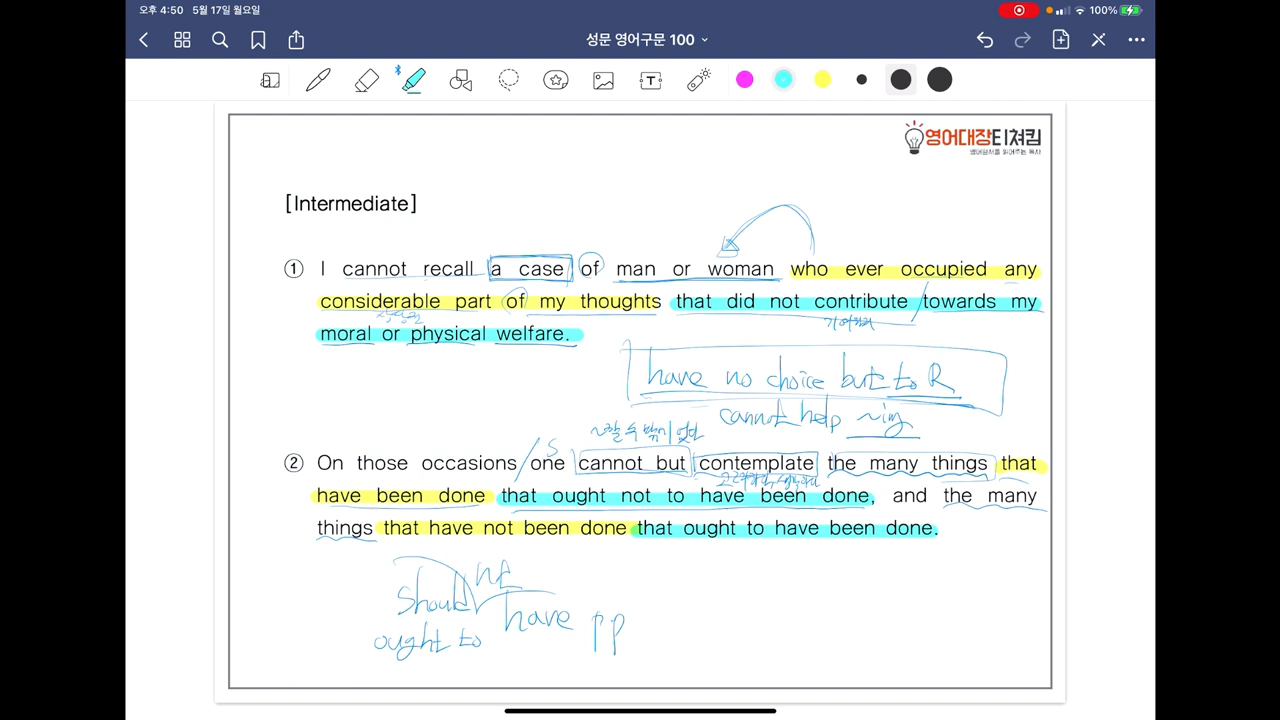 오후 4:50 5월 17일 월요일 100%
성문 영어구문 100
영어대장티쳐킴
[Intermediate]
① I cannot recall a case of man or woman who ever occupied any
considerable part of my thoughts that did not contribute towards my
상당한 기여하다
moral or physical welfare.
have no choice but to R
cannot help ~ing
~할 수 밖에 없다
S
② On those occasions one cannot but contemplate the many things that
have been done that ought not to have been done, and the many
things that have not been done that ought to have been done.
should
have pp
ought to